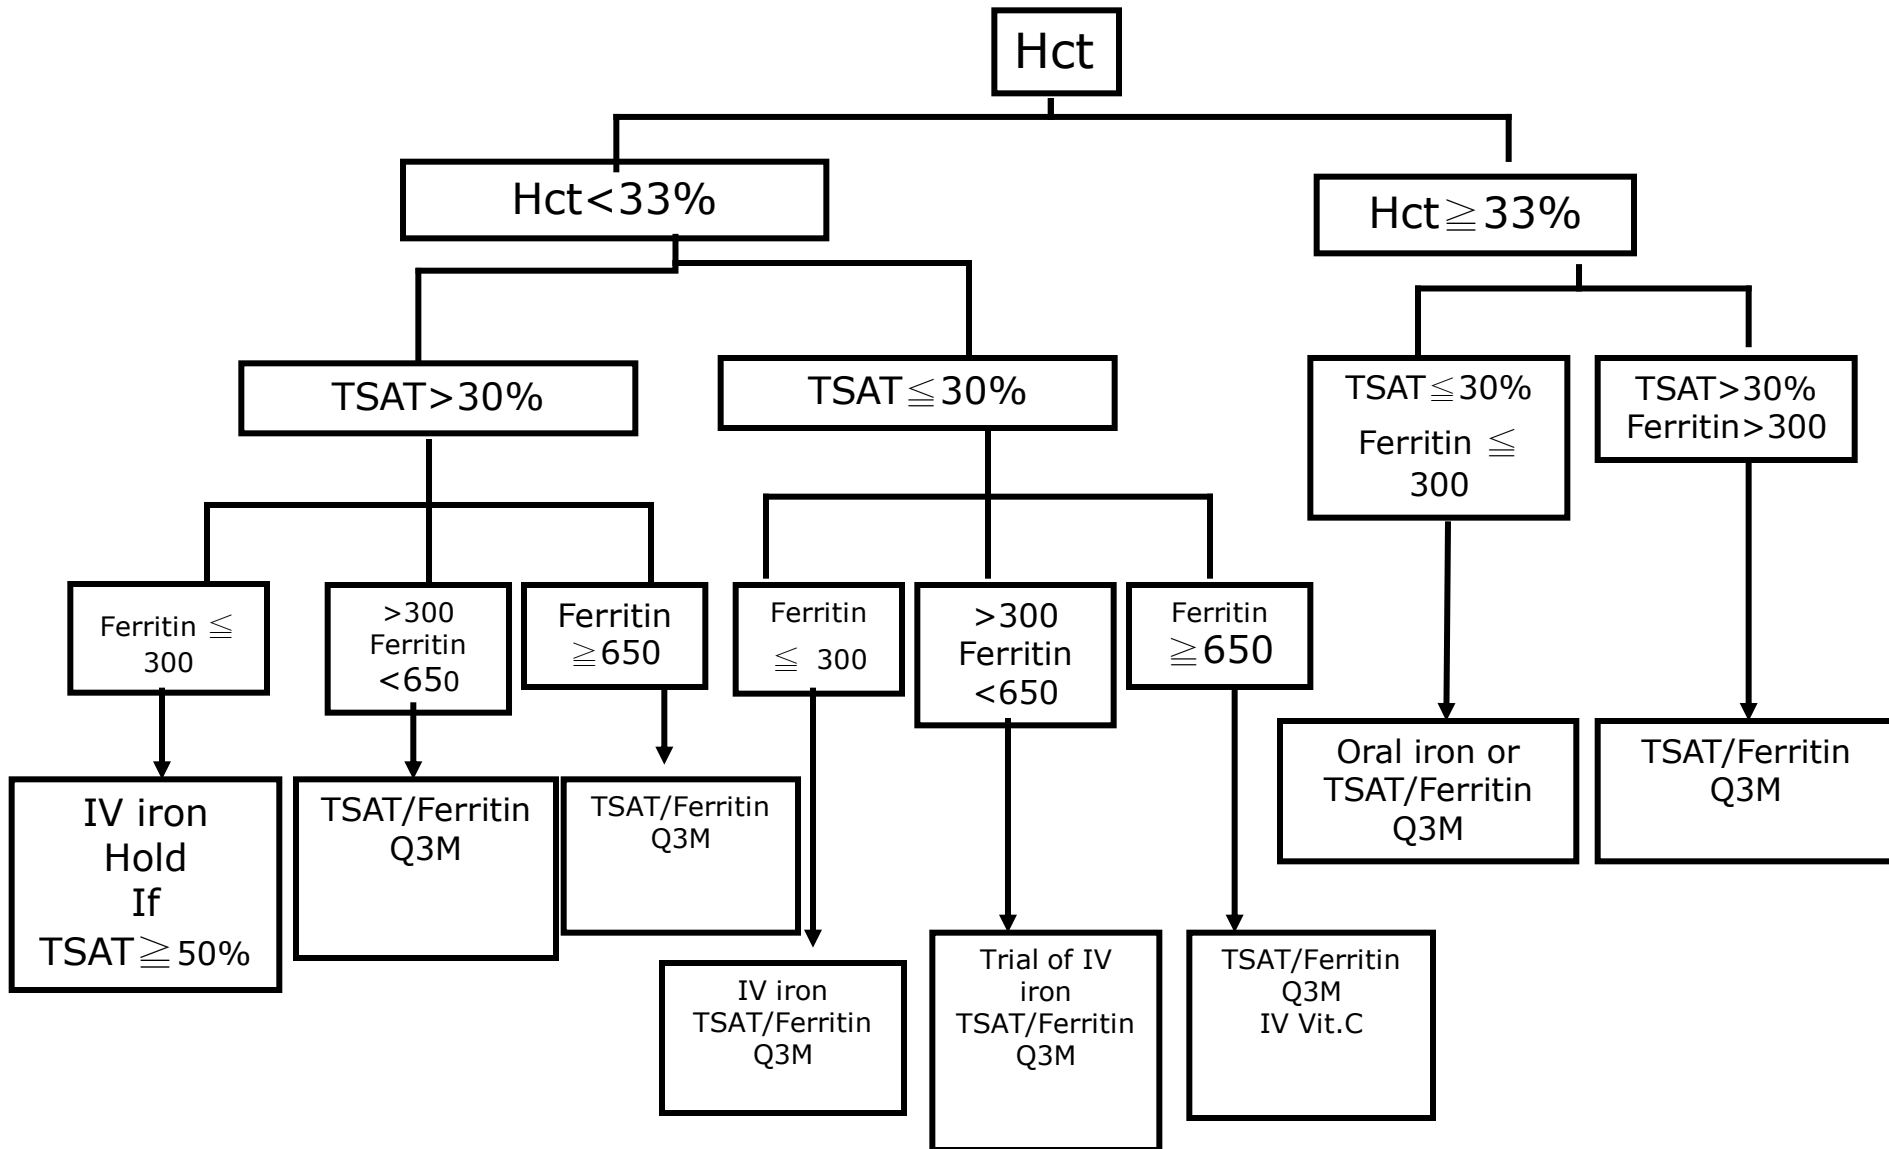 Hct
Hct<33%
Hct≧33%
TSAT>30%
TSAT≦30%
TSAT≦30%
Ferritin ≦
300
TSAT>30%
Ferritin>300
Ferritin ≦
300
>300
Ferritin
<650
Ferritin
≧650
Ferritin
≦ 300
>300
Ferritin
<650
Ferritin
≧650
IV iron
Hold
If
TSAT≧50%
TSAT/Ferritin
Q3M
TSAT/Ferritin
Q3M
IV iron
TSAT/Ferritin
Q3M
Trial of IV
iron
TSAT/Ferritin
Q3M
TSAT/Ferritin
Q3M
IV Vit.C
Oral iron or
TSAT/Ferritin
Q3M
TSAT/Ferritin
Q3M